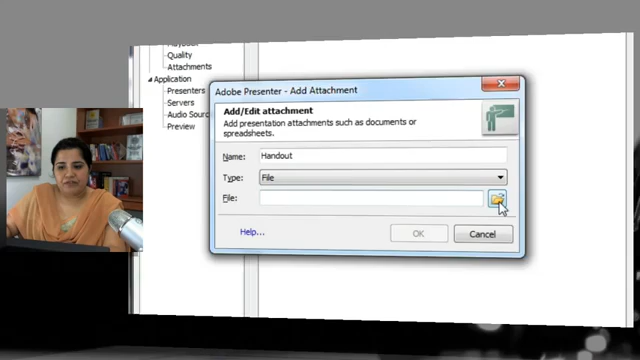 Quality
Attachments
Application
Presenters
Servers
Audio Sourc
Preview
Adobe Presenter - Add Attachment
Add/Edit attachment
Add presentation attachments such as documents or
spreadsheets.
Name: Handout
Type: File
File:
Help...
OK
Cancel